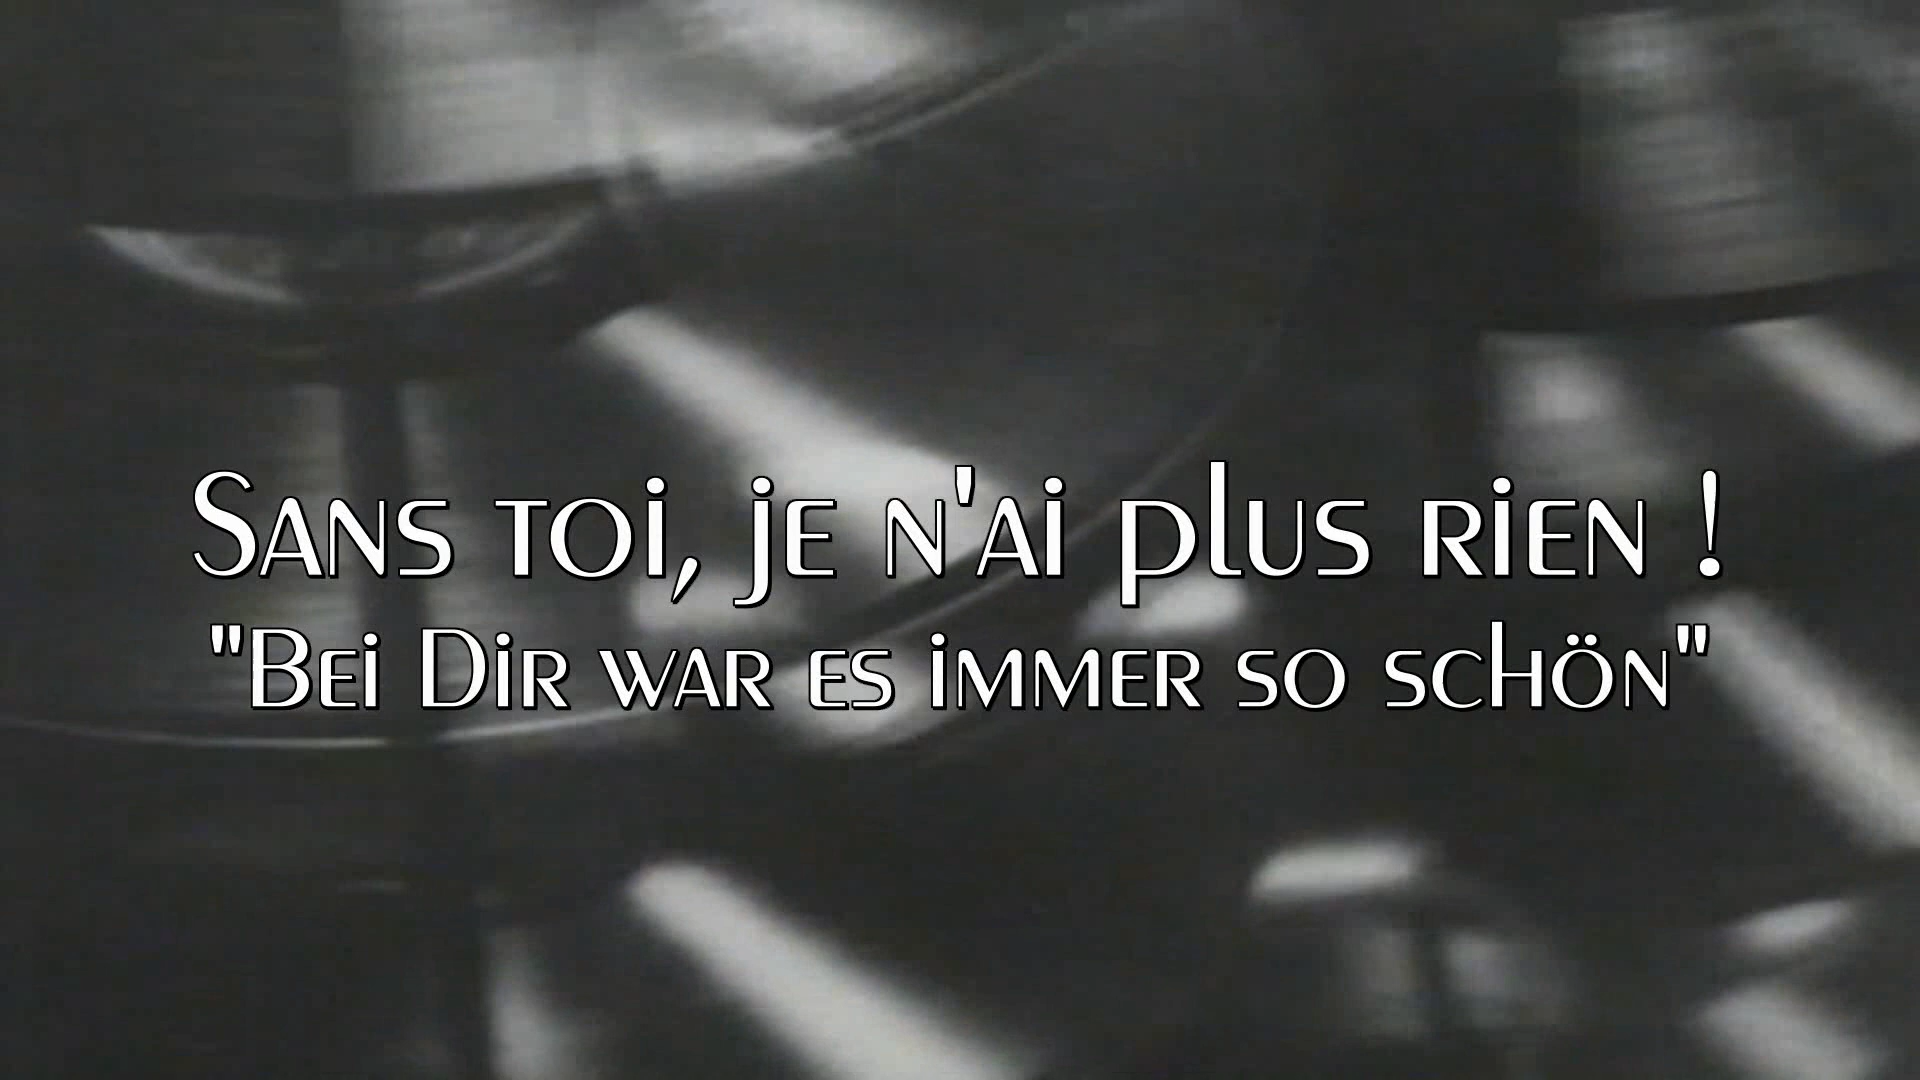 Sans toi, je n'ai plus rien !
"Bei Dir war es immer so schön"